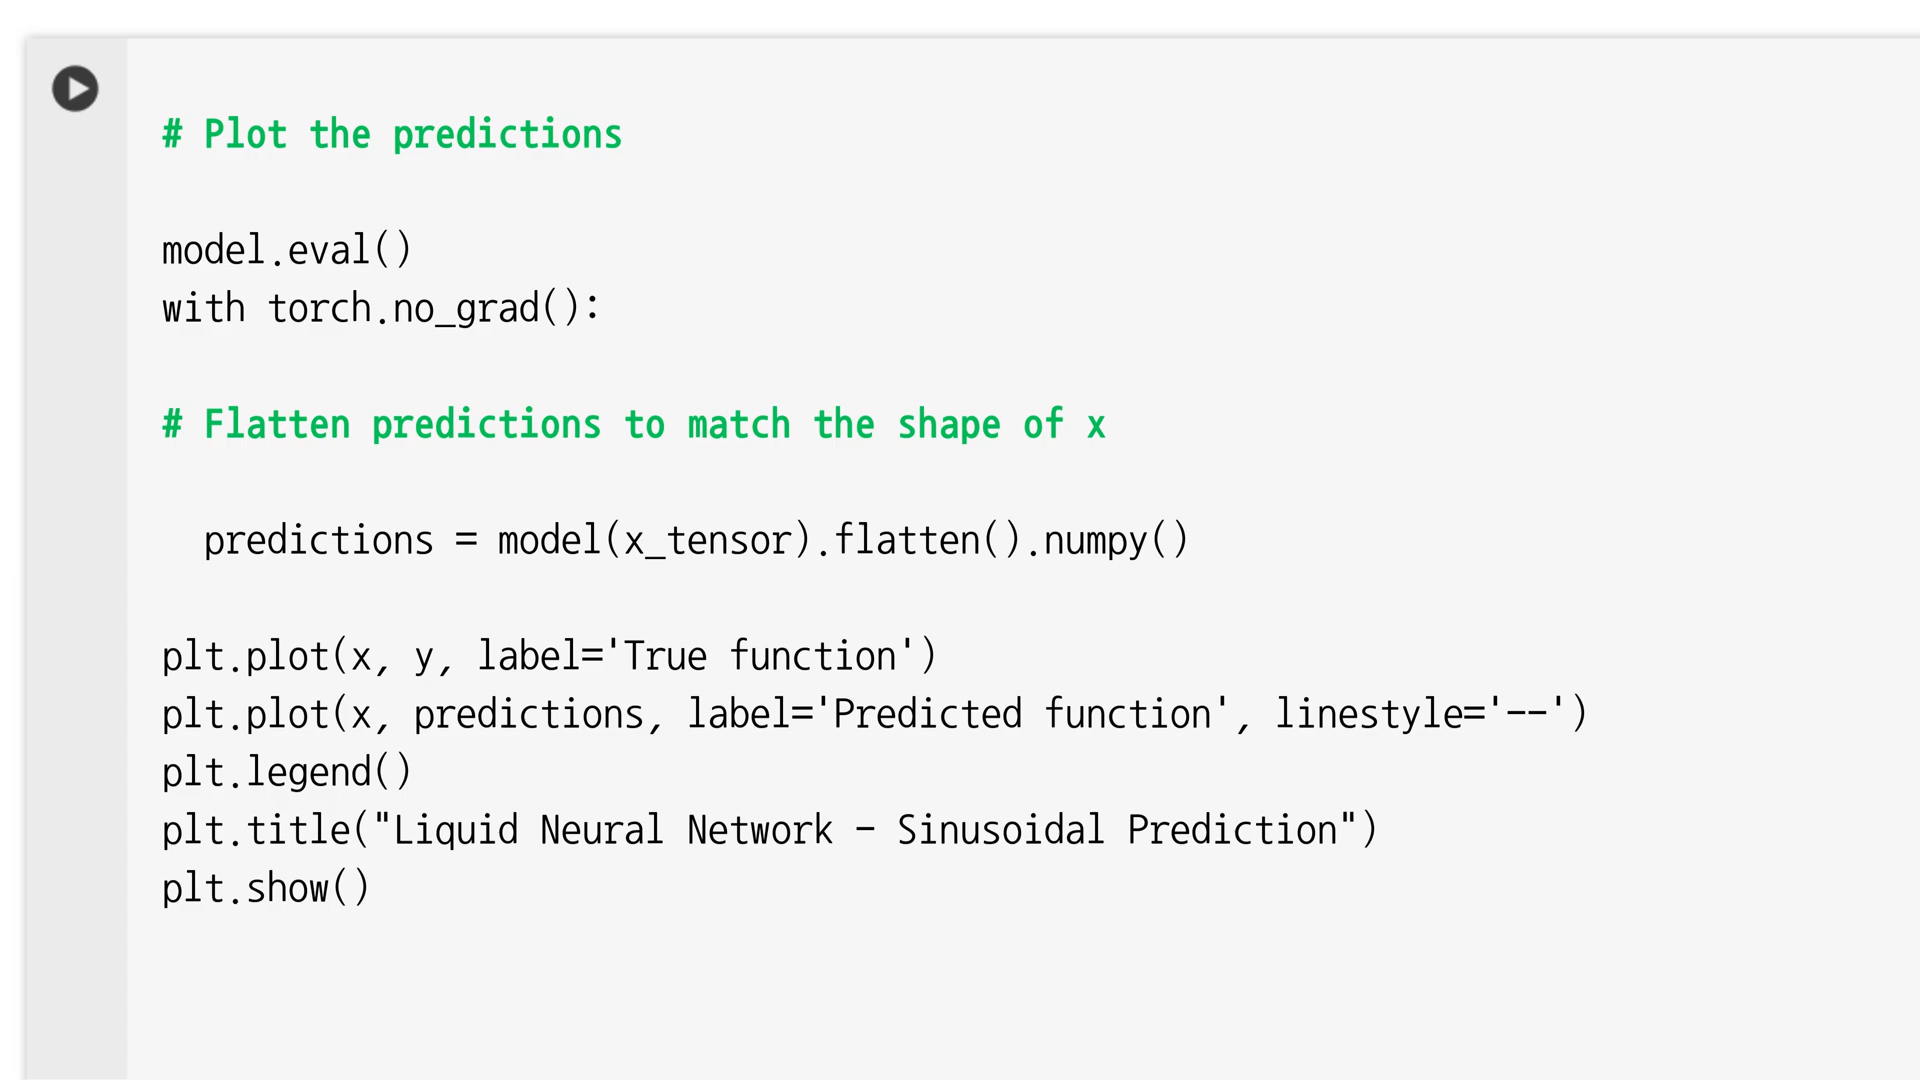 # Plot the predictions
model.eval()
with torch.no_grad():
# Flatten predictions to match the shape of x
predictions = model(x_tensor).flatten().numpy()
plt.plot(x, y, label='True function')
plt.plot(x, predictions, label='Predicted function', linestyle='--')
plt.legend()
plt.title("Liquid Neural Network - Sinusoidal Prediction")
plt.show()